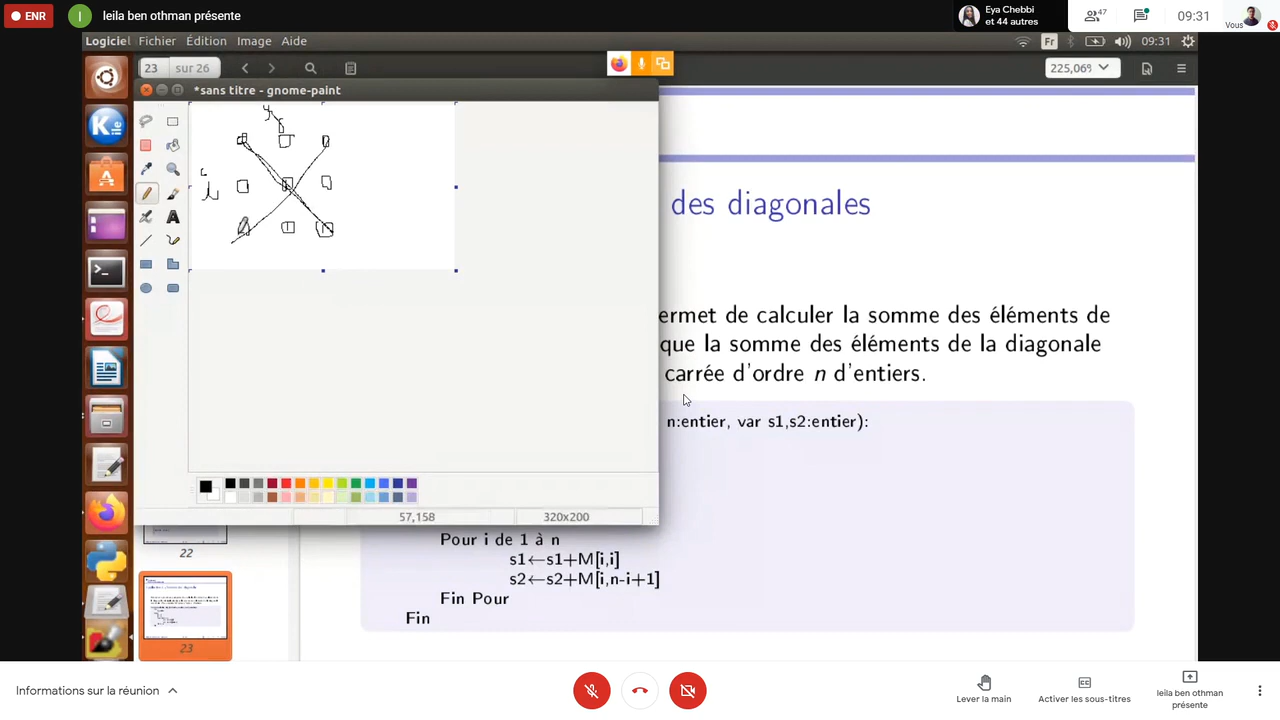 ENR
I
leila ben othman présente
Eya Chebbi
et 44 autres
47
09:31
Vous
Logiciel Fichier Édition Image Aide
Fr
09:31
23 sur 26
225,06%
*sans titre - gnome-paint
des diagonales
ermet de calculer la somme des éléments de
que la somme des éléments de la diagonale
carrée d'ordre n d'entiers.
n:entier, var s1,s2:entier):
57,158
320x200
Pour i de 1 à n
s1←s1+M[i,i]
s2←s2+M[i,n-i+1]
Fin Pour
Fin
22
23
Informations sur la réunion
Lever la main
Activer les sous-titres
leila ben othman
présente